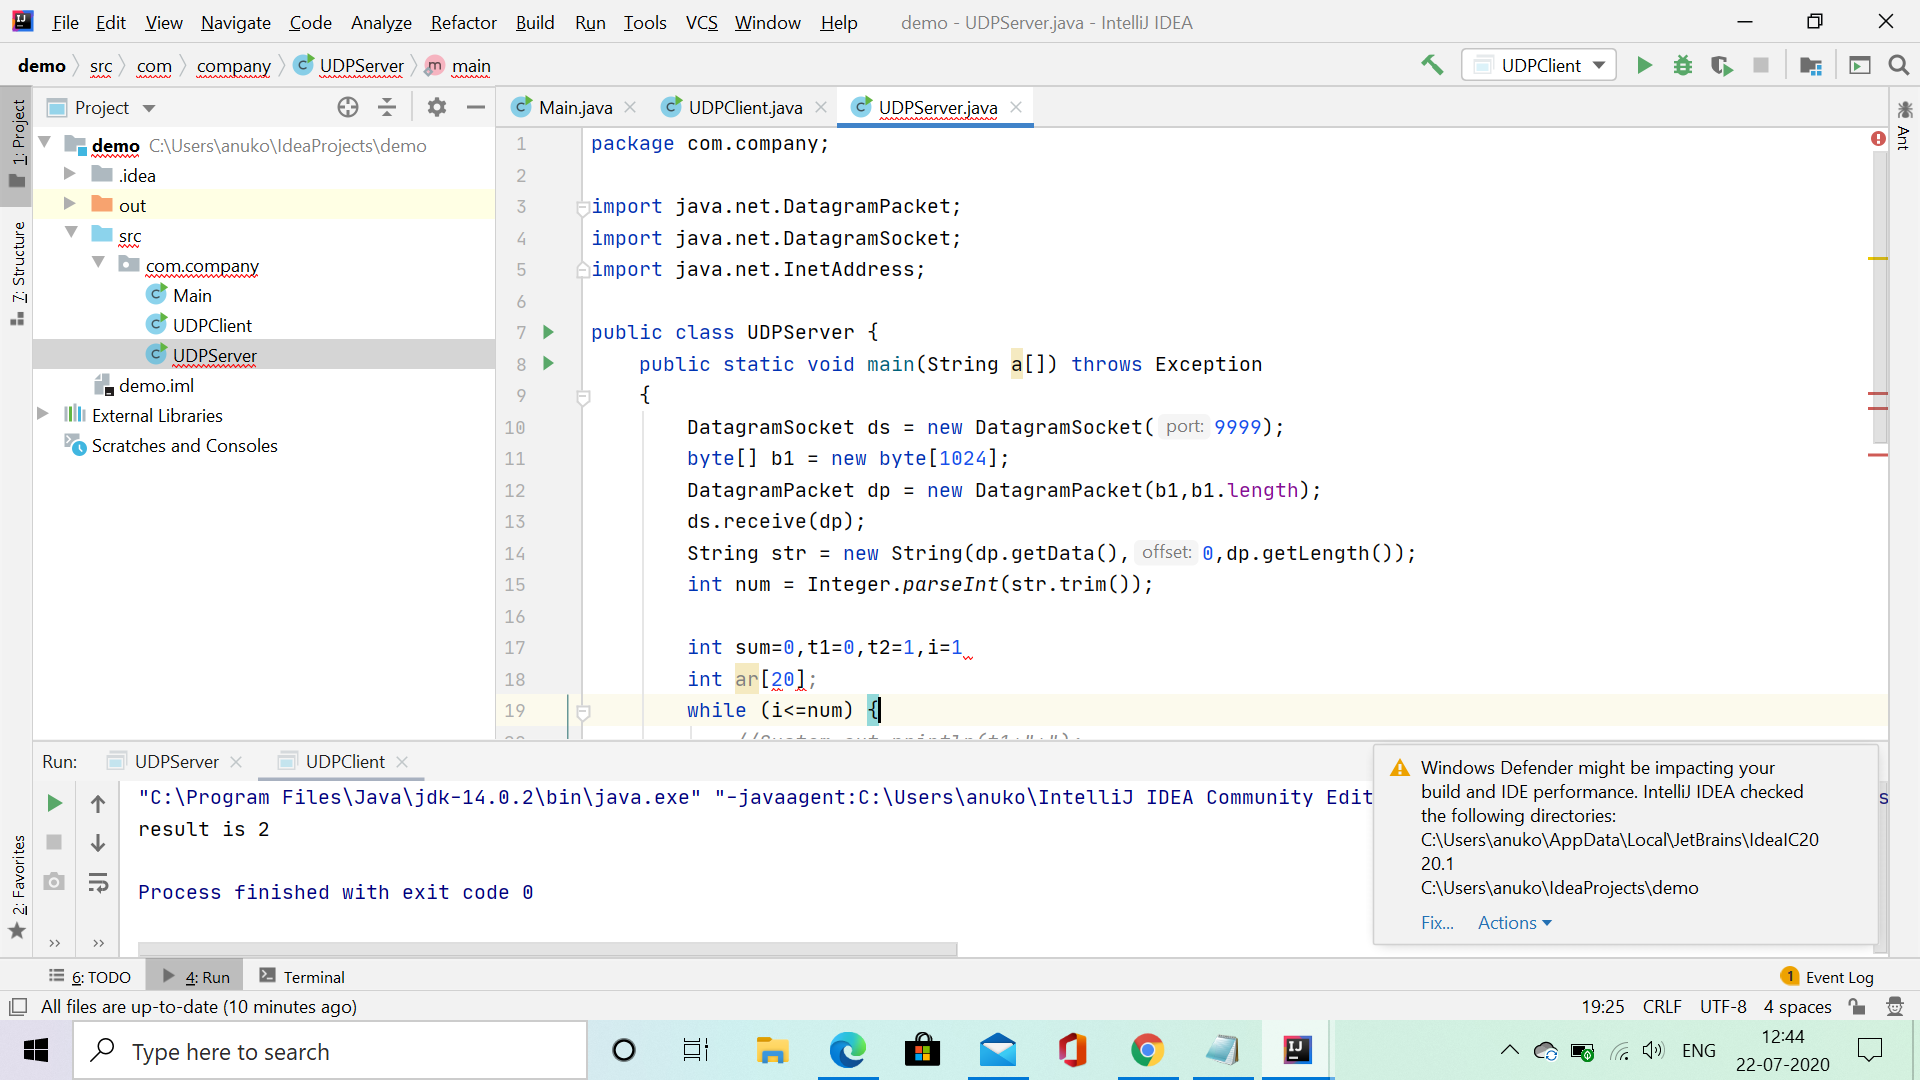 File Edit View Navigate Code Analyze Refactor Build Run Tools VCS Window Help demo - UDPServer.java - IntelliJ IDEA
demo src com company UDPServer main UDPClient
Project
Main.java UDPClient.java UDPServer.java
1: Project
7: Structure
2: Favorites
Ant
demo C:\Users\anuko\IdeaProjects\demo
.idea
out
src
com.company
Main
UDPClient
UDPServer
demo.iml
External Libraries
Scratches and Consoles
1 package com.company;
2
3 import java.net.DatagramPacket;
4 import java.net.DatagramSocket;
5 import java.net.InetAddress;
6
7 public class UDPServer {
8 public static void main(String a[]) throws Exception
9 {
10 DatagramSocket ds = new DatagramSocket( port: 9999);
11 byte[] b1 = new byte[1024];
12 DatagramPacket dp = new DatagramPacket(b1,b1.length);
13 ds.receive(dp);
14 String str = new String(dp.getData(), offset: 0,dp.getLength());
15 int num = Integer.parseInt(str.trim());
16
17 int sum=0,t1=0,t2=1,i=1
18 int ar[20];
19 while (i<=num) {
Run: UDPServer UDPClient
"C:\Program Files\Java\jdk-14.0.2\bin\java.exe" "-javaagent:C:\Users\anuko\IntelliJ IDEA Community Edit
result is 2
Process finished with exit code 0
Windows Defender might be impacting your
build and IDE performance. IntelliJ IDEA checked
the following directories:
C:\Users\anuko\AppData\Local\JetBrains\IdeaIC20
20.1
C:\Users\anuko\IdeaProjects\demo
Fix... Actions
6: TODO 4: Run Terminal 1 Event Log
All files are up-to-date (10 minutes ago) 19:25 CRLF UTF-8 4 spaces
Type here to search ENG 12:44
22-07-2020